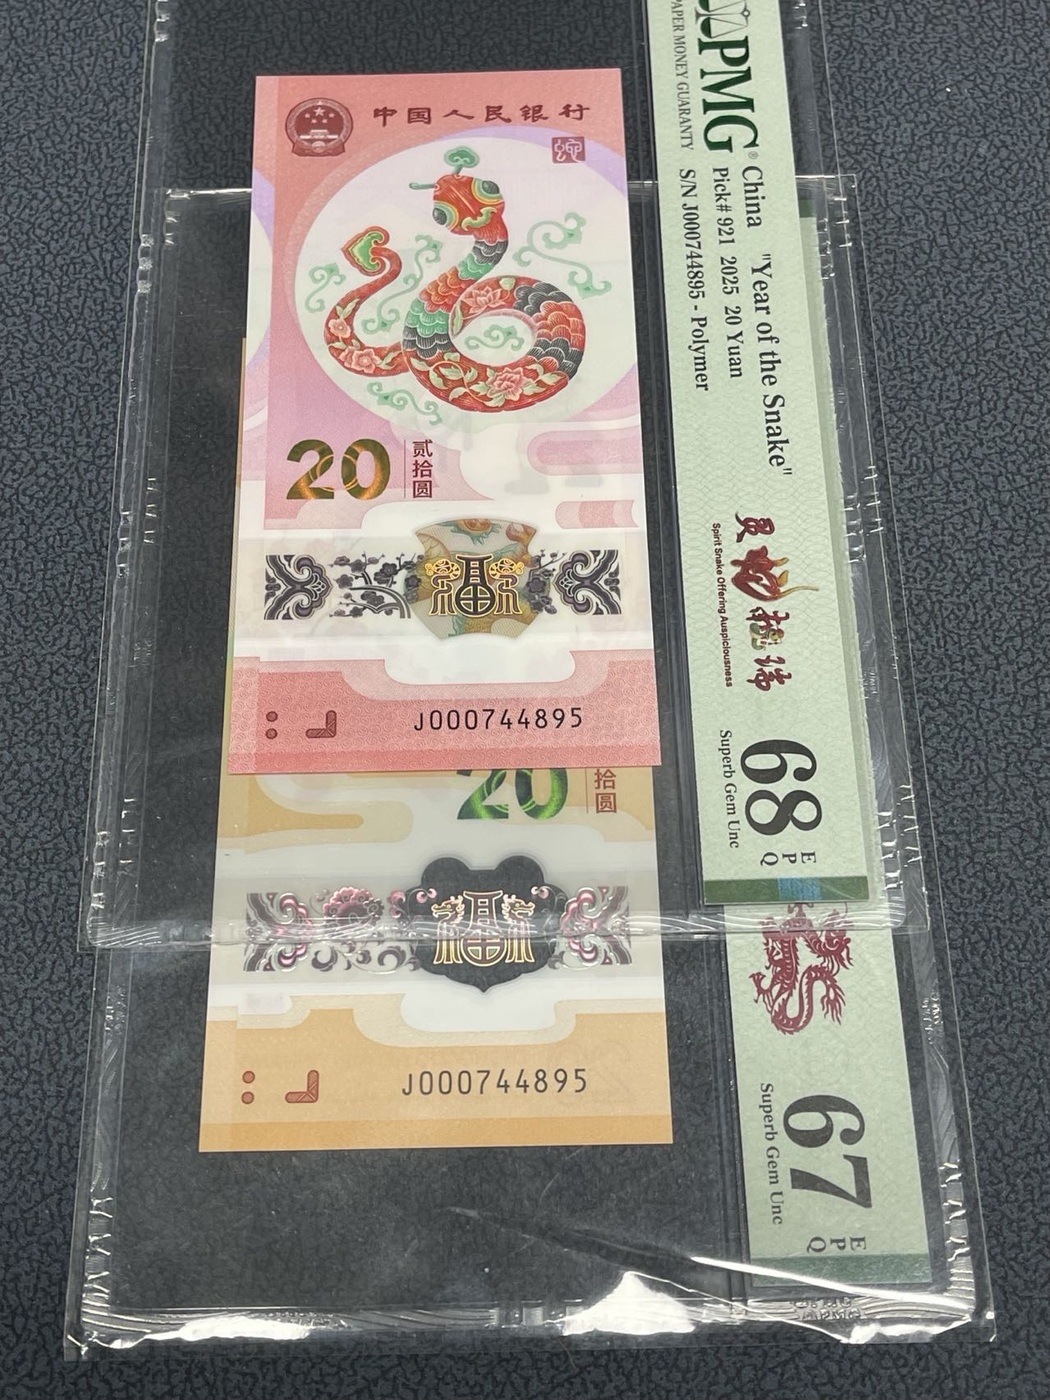 中国人民银行
20
贰拾圆
福
J000744895
20
拾圆
福
J000744895
PMG
PAPER MONEY GUARANTY
China "Year of the Snake"
Pick# 921 2025 20 Yuan
S/N J000744895 - Polymer
灵蛇献瑞
Spirit Snake Offering Auspiciousness
68 EPQ
Superb Gem Unc
67 EPQ
Superb Gem Unc